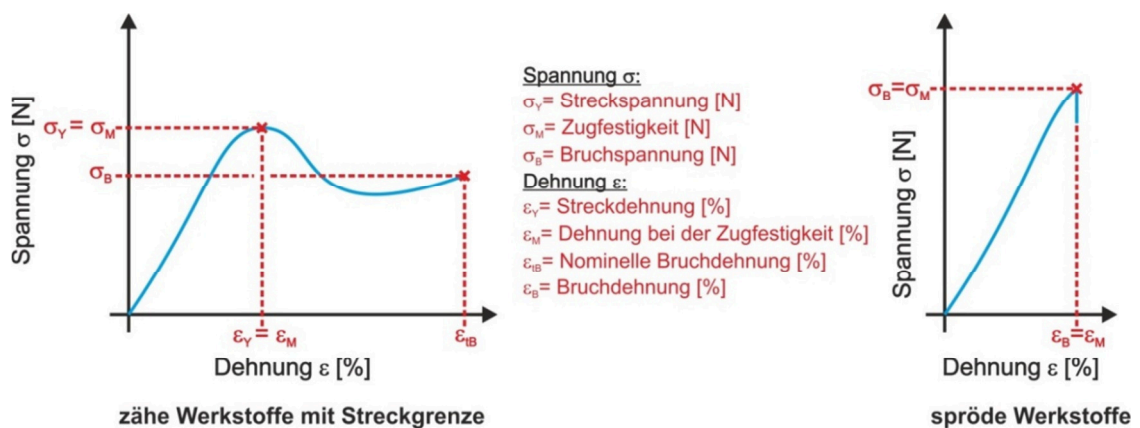 Spannung σ [N]
σY = σM
σB
εY = εM
εtB
Dehnung ε [%]
zähe Werkstoffe mit Streckgrenze
Spannung σ:
σY= Streckspannung [N]
σM= Zugfestigkeit [N]
σB= Bruchspannung [N]
Dehnung ε:
εY= Streckdehnung [%]
εM= Dehnung bei der Zugfestigkeit [%]
εtB= Nominelle Bruchdehnung [%]
εB= Bruchdehnung [%]
σB=σM
Spannung σ [N]
εB=εM
Dehnung ε [%]
spröde Werkstoffe